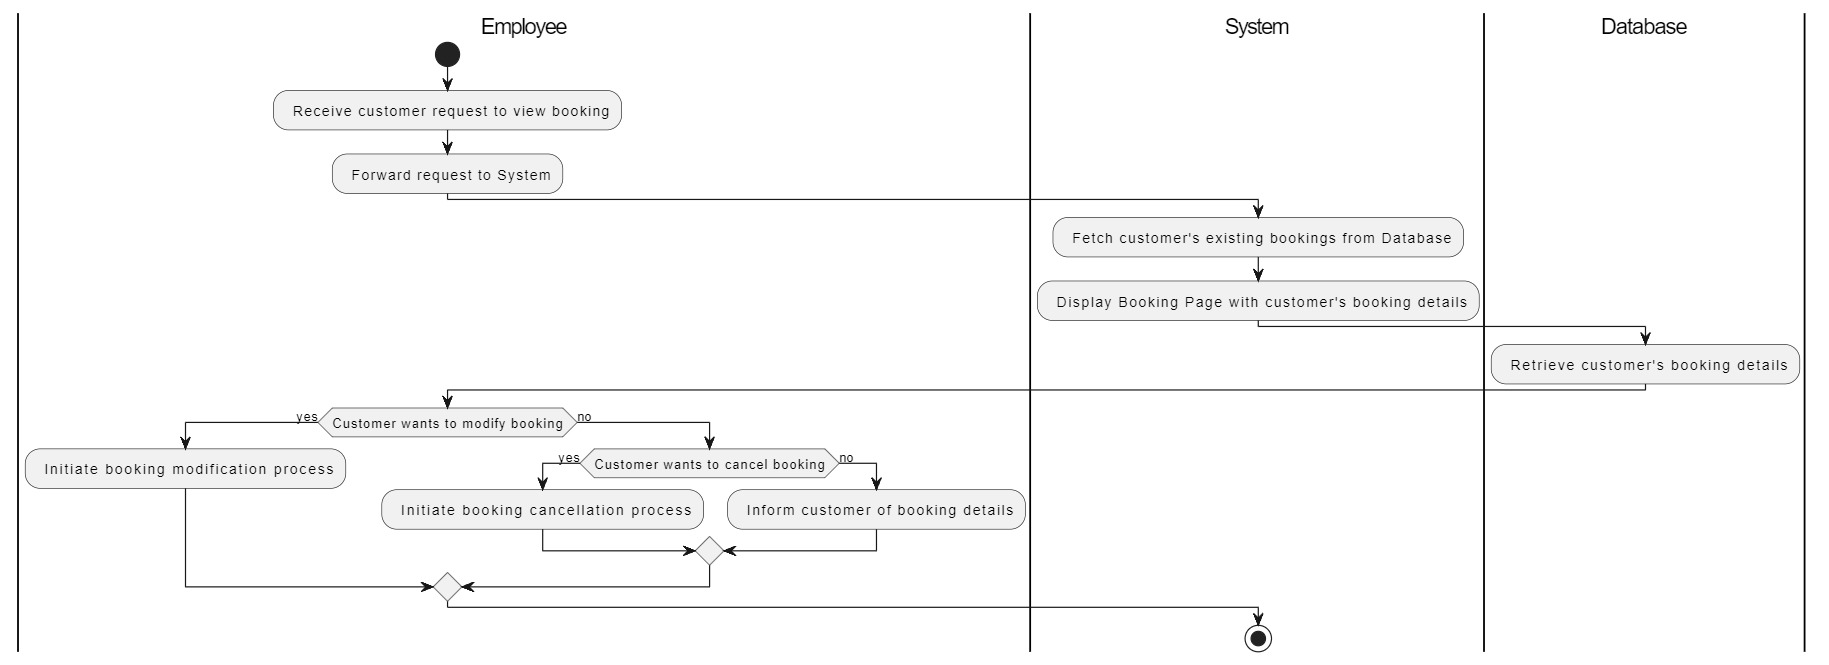 Employee
System
Database
Receive customer request to view booking
Forward request to System
Fetch customer's existing bookings from Database
Display Booking Page with customer's booking details
Retrieve customer's booking details
yes
Customer wants to modify booking
no
Initiate booking modification process
yes
Customer wants to cancel booking
no
Initiate booking cancellation process
Inform customer of booking details